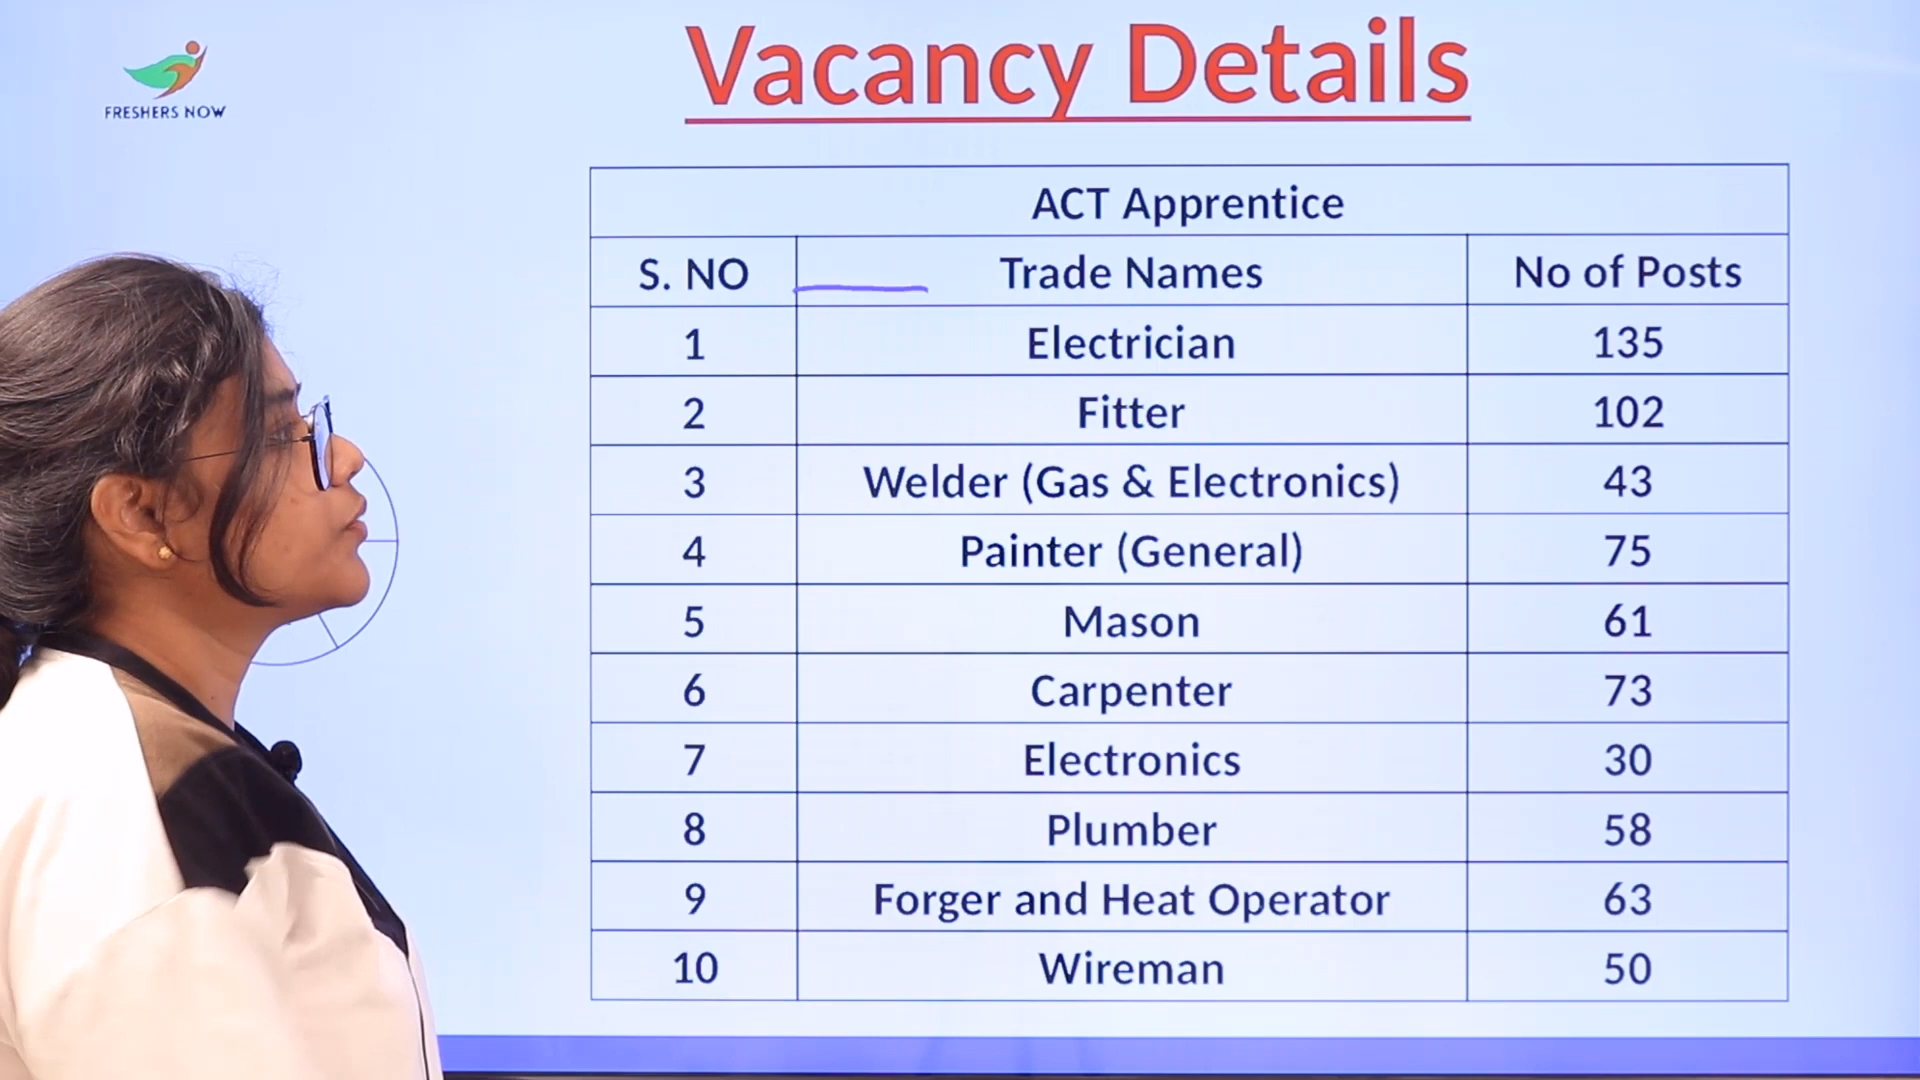 FRESHERS NOW
Vacancy Details
ACT Apprentice
S. NO Trade Names No of Posts
1 Electrician 135
2 Fitter 102
3 Welder (Gas & Electronics) 43
4 Painter (General) 75
5 Mason 61
6 Carpenter 73
7 Electronics 30
8 Plumber 58
9 Forger and Heat Operator 63
10 Wireman 50